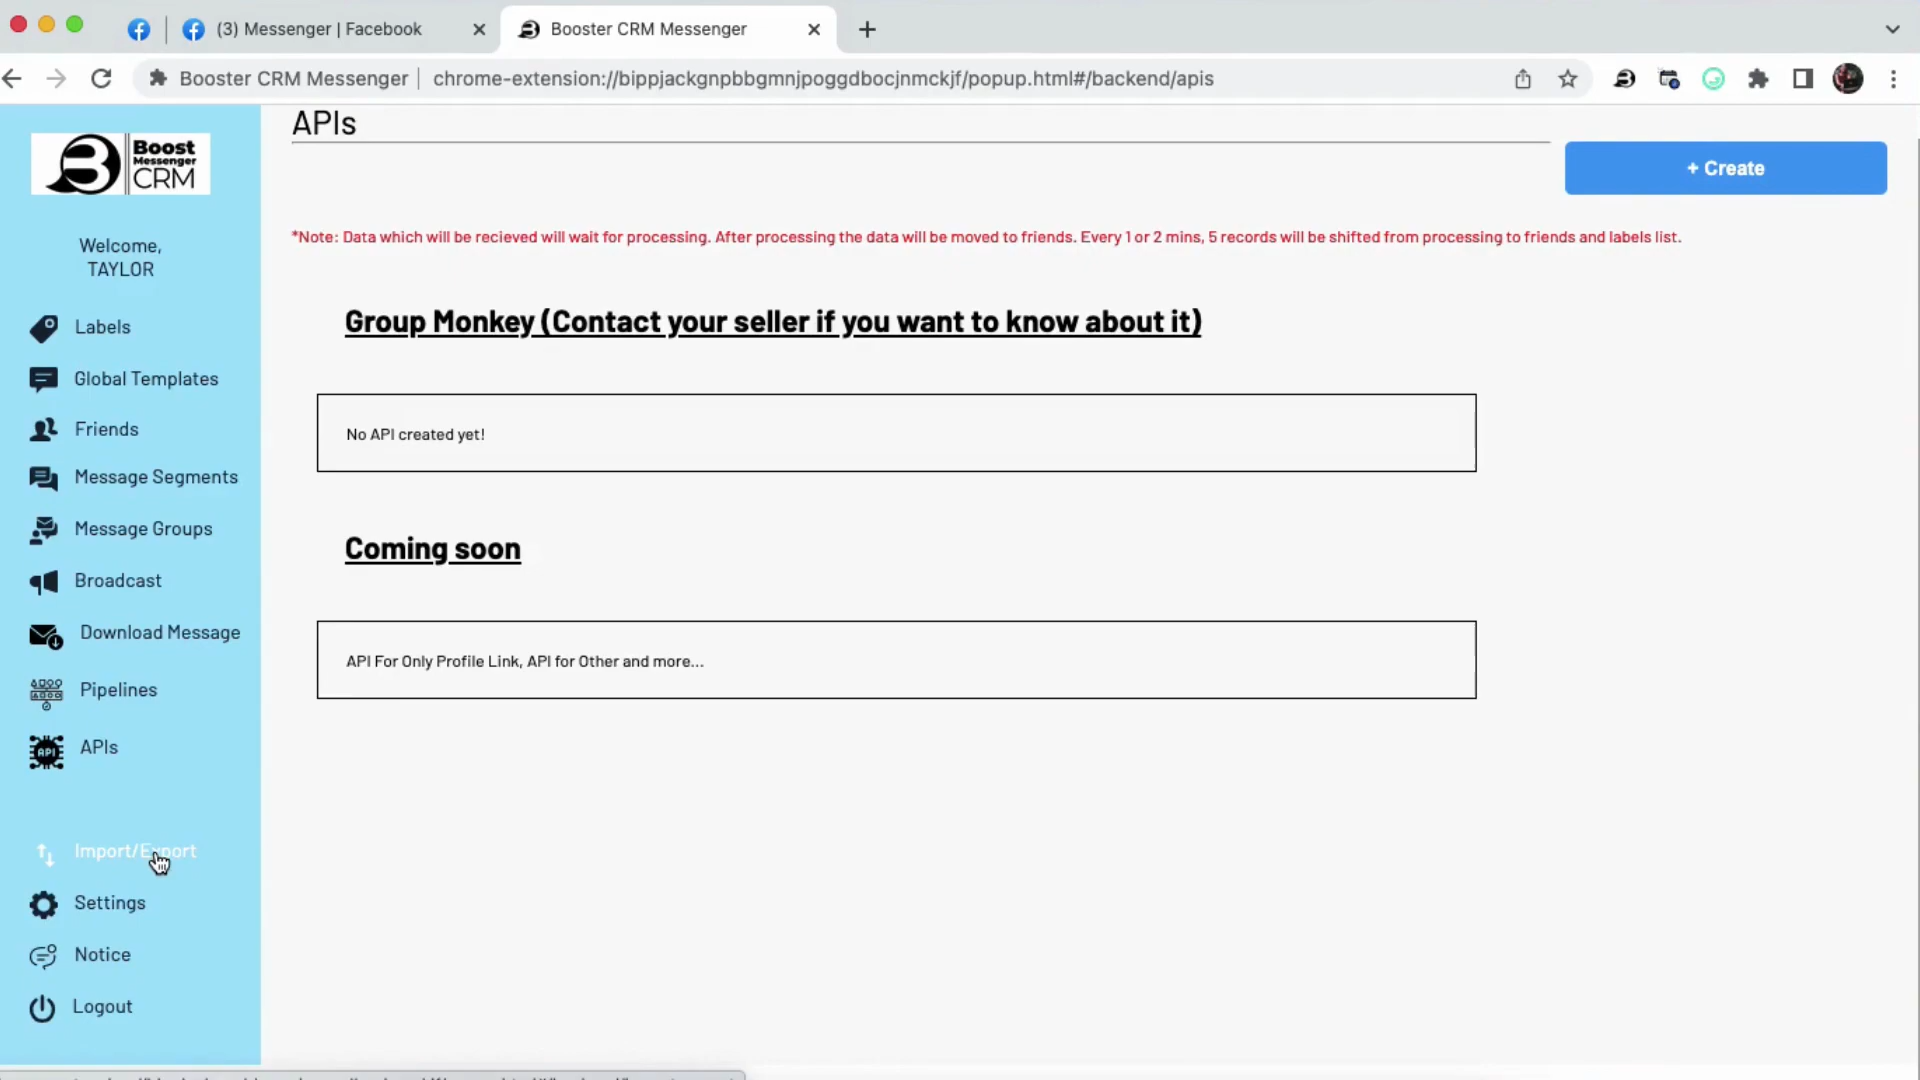 (3) Messenger | Facebook
Booster CRM Messenger
Booster CRM Messenger
chrome-extension://bippjackgnpbbgmnjpoggdbocjnmckjf/popup.html#/backend/apis
Boost
Messenger
CRM
Welcome,
TAYLOR
Labels
Global Templates
Friends
Message Segments
Message Groups
Broadcast
Download Message
Pipelines
API
APIs
Import/Export
Settings
Notice
Logout
APIs
+ Create
*Note: Data which will be recieved will wait for processing. After processing the data will be moved to friends. Every 1 or 2 mins, 5 records will be shifted from processing to friends and labels list.
Group Monkey (Contact your seller if you want to know about it)
No API created yet!
Coming soon
API For Only Profile Link, API for Other and more...